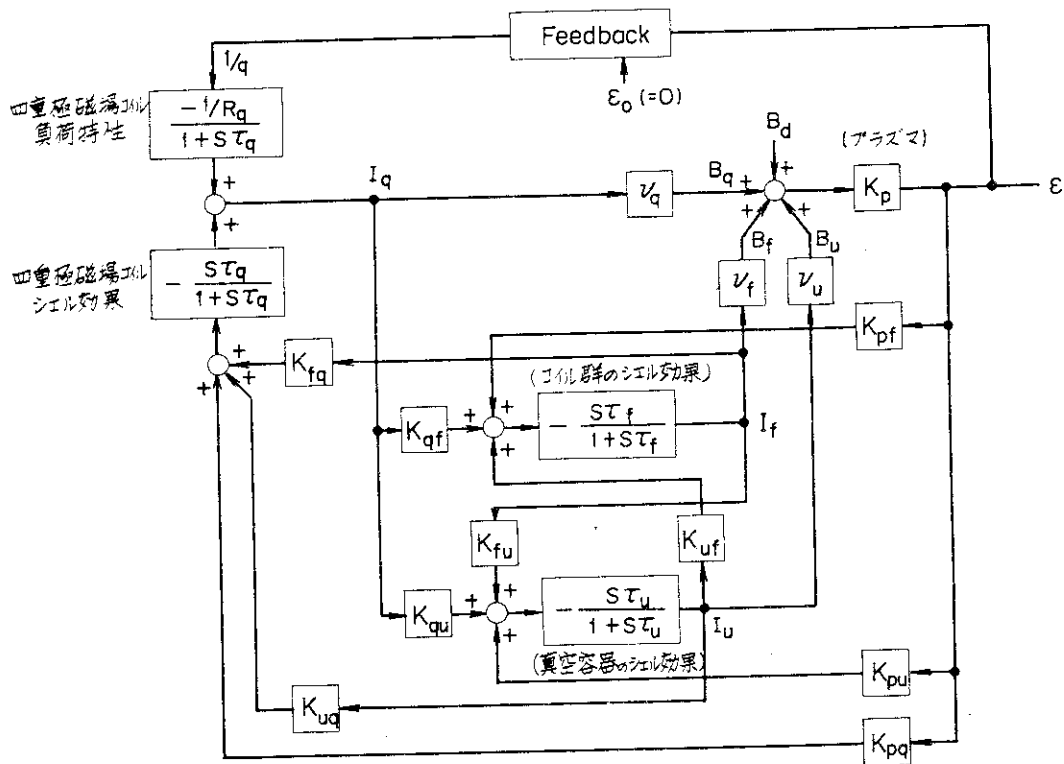 Feedback
1/q
ε₀(=0)
四重極磁場コイル
負荷特性
-1/Rq
1+Sτq
Bd
(プラズマ)
+
+
Iq
νq
Bq
+
+
+
+
Kp
ε
Bf
Bu
四重極磁場コイル
シェル効果
- Sτq
1+Sτq
νf
νu
Kpf
+
+
+
+
Kfq
(コイル群のシェル効果)
Kqf
+
+
+
- Sτf
1+Sτf
If
Kfu
Kuf
Kqu
+
+
+
- Sτu
1+Sτu
Iu
(真空容器のシェル効果)
Kpu
Kuq
Kpq